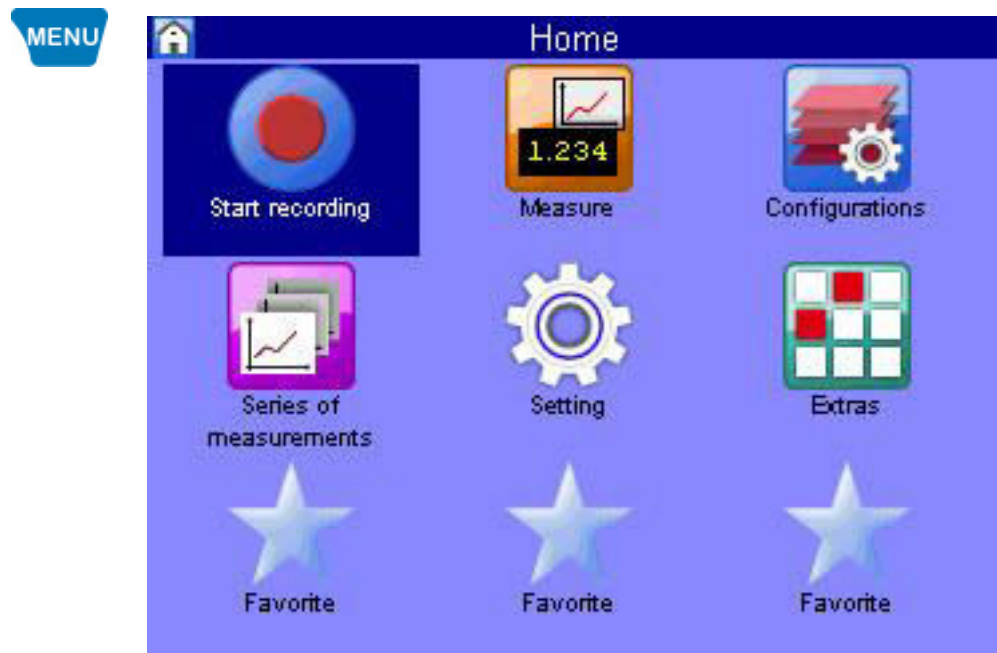 MENU
Home
Start recording
1.234
Measure
Configurations
Series of
measurements
Setting
Extras
Favorite
Favorite
Favorite